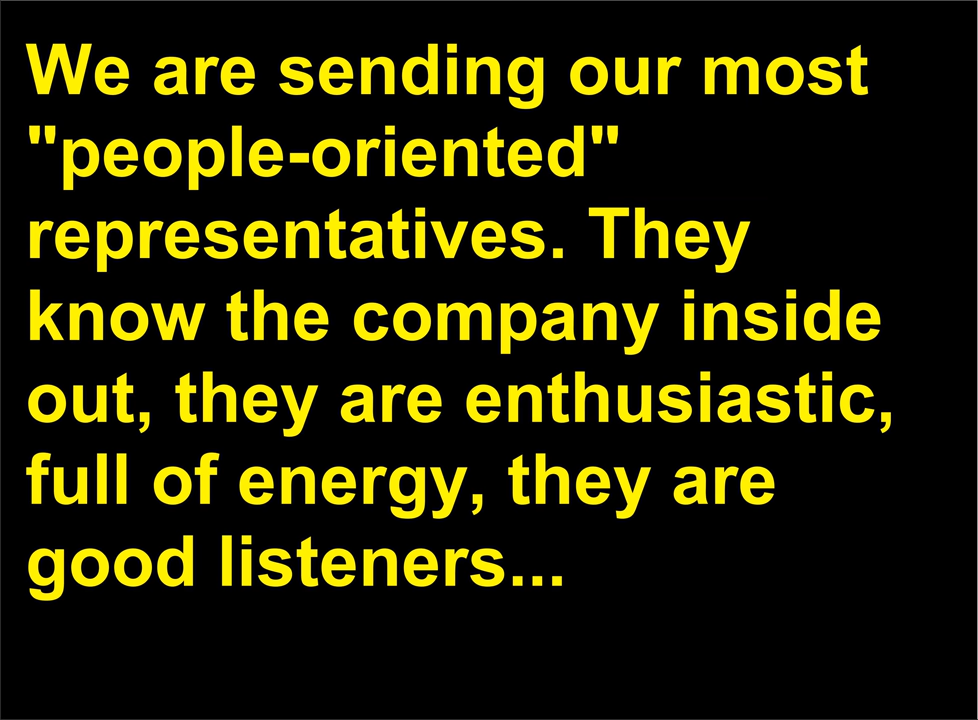 We are sending our most
"people-oriented"
representatives. They
know the company inside
out, they are enthusiastic,
full of energy, they are
good listeners...